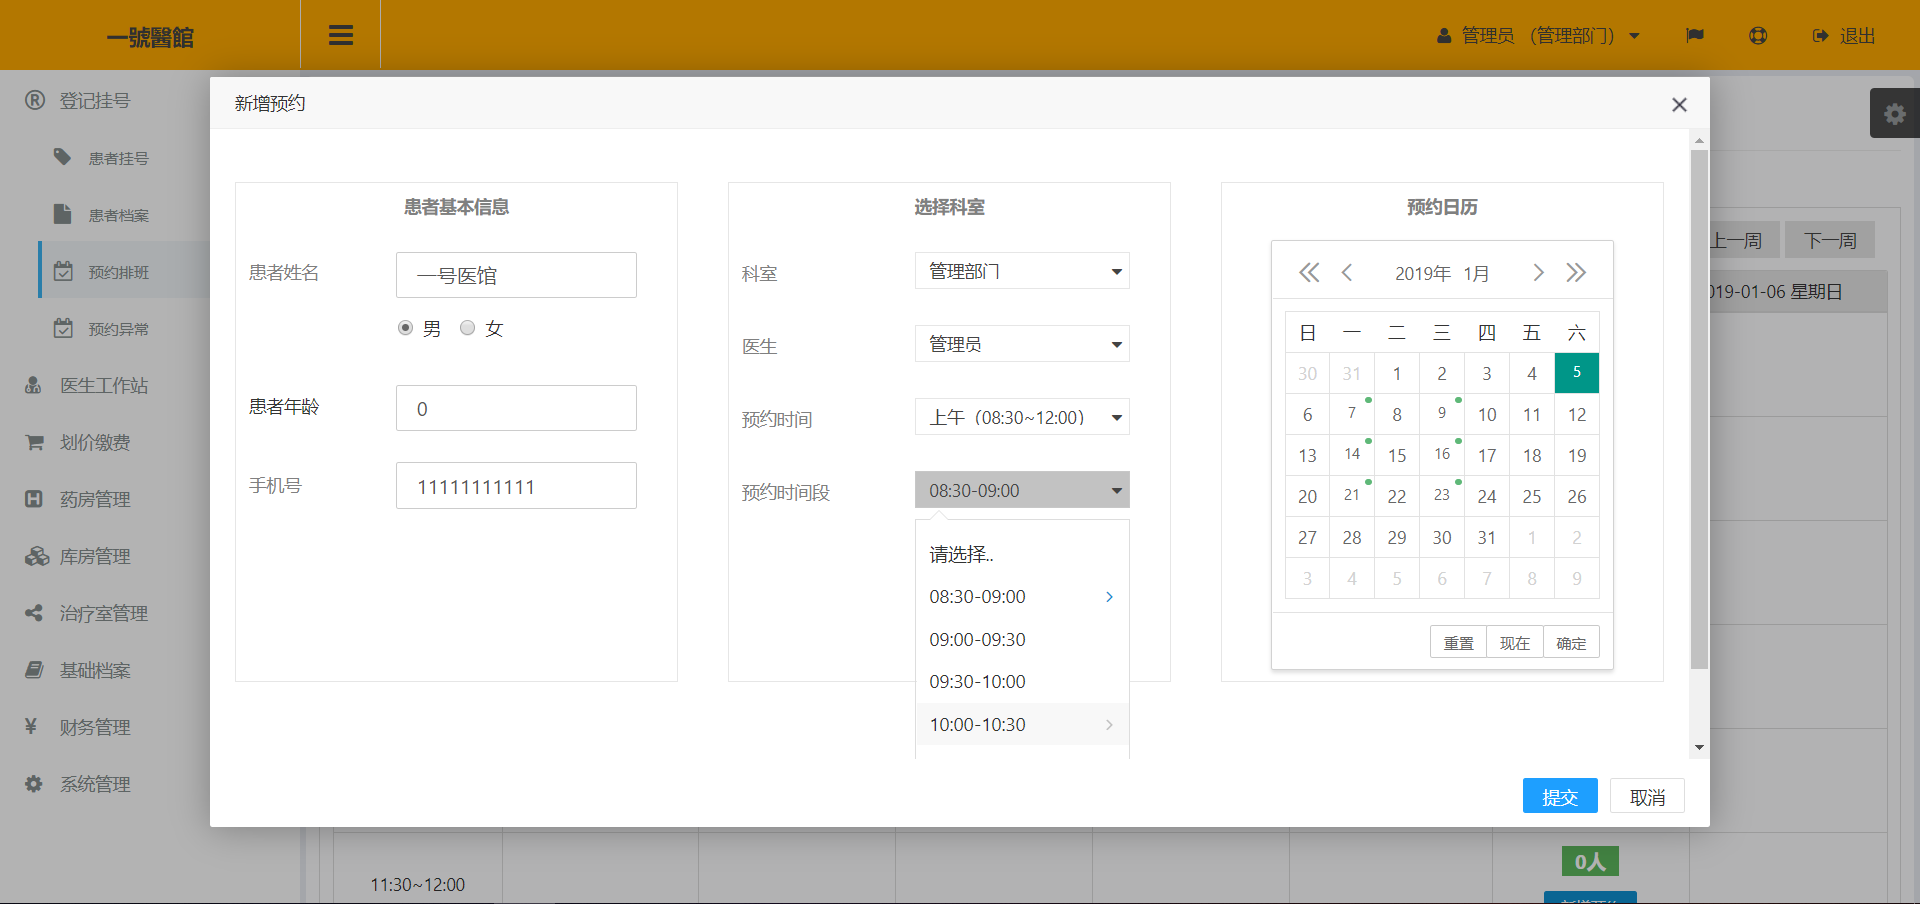 一號醫館
管理员 (管理部门)
退出
登记挂号
患者挂号
患者档案
预约排班
预约异常
医生工作站
划价缴费
药房管理
库房管理
治疗室管理
基础档案
财务管理
系统管理
新增预约
患者基本信息
患者姓名
一号医馆
男 女
患者年龄
0
手机号
11111111111
选择科室
科室
管理部门
医生
管理员
预约时间
上午 (08:30~12:00)
预约时间段
08:30-09:00
请选择..
08:30-09:00
09:00-09:30
09:30-10:00
10:00-10:30
预约日历
2019年 1月
日 一 二 三 四 五 六
30 31 1 2 3 4 5
6 7 8 9 10 11 12
13 14 15 16 17 18 19
20 21 22 23 24 25 26
27 28 29 30 31 1 2
3 4 5 6 7 8 9
重置 现在 确定
提交 取消
上一周 下一周
019-01-06 星期日
11:30~12:00
0人